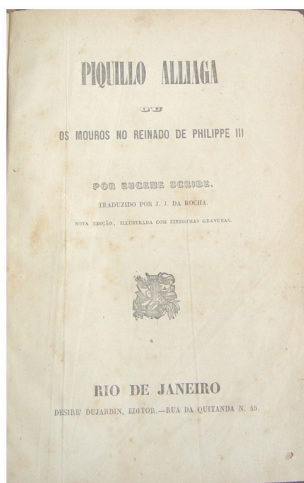 PIQUILLO ALLIAGA
OU
OS MOUROS NO REINADO DE PHILIPPE III
POR EUGENE SCRIBE.
TRADUZIDO POR J. J. DA ROCHA.
NOVA EDIÇÃO, ILLUSTRADA COM FINISSIMAS GRAVURAS.
RIO DE JANEIRO
DESIRE' DUJARDIN, EDITOR.—RUA DA QUITANDA N. 45